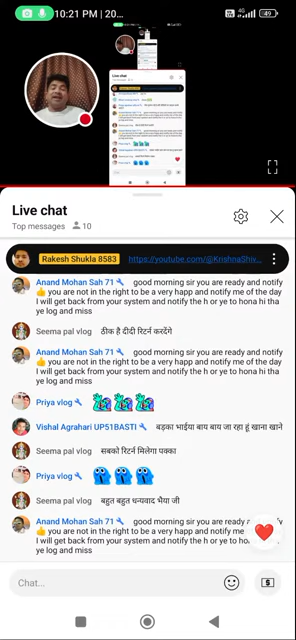 10:21 PM | 20...
4G
49
Live chat
Top messages 10
Rakesh Shukla 8583 https://youtube.com/@KrishnaShiv...
Anand Mohan Sah 71 good morning sir you are ready and notify
👍 you are not in the right to be a very happ and notify me of the day
I will get back from your system and notify the h or ye to hona hi tha
ye log and miss
Seema pal vlog ठीक है दीदी रिटर्न करदेंगे
Anand Mohan Sah 71 good morning sir you are ready and notify
👍 you are not in the right to be a very happ and notify me of the day
I will get back from your system and notify the h or ye to hona hi tha
ye log and miss
Priya vlog
Vishal Agrahari UP51BASTI बड़का भाईया बाय बाय जा रहा हूं खाना खाने
Seema pal vlog सबको रिटर्न मिलेगा पक्का
Priya vlog
Seema pal vlog बहुत बहुत धन्यवाद भैया जी
Anand Mohan Sah 71 good morning sir you are ready a notify
👍 you are not in the right to be a very happ and notify me
I will get back from your system and notify the h or ye to hon tha
ye log and miss
Chat...